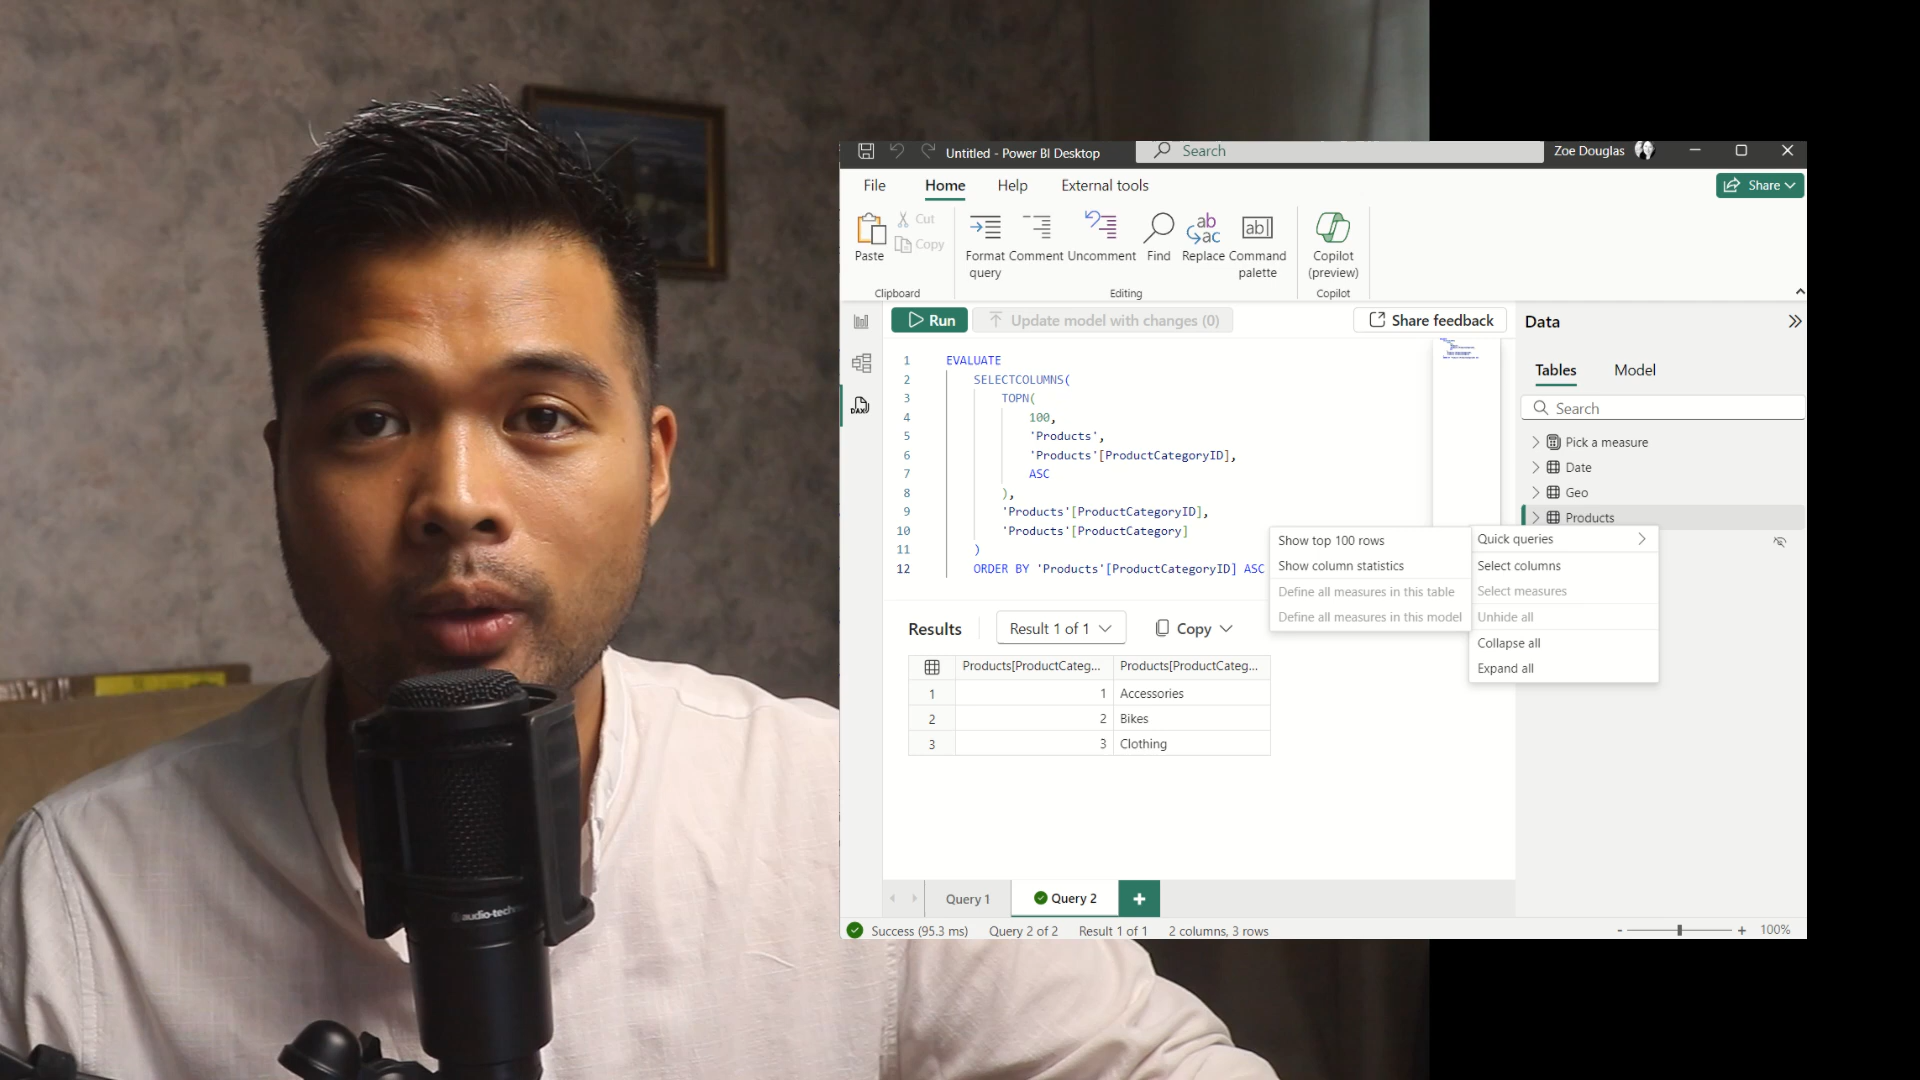 Untitled - Power BI Desktop
Search
Zoe Douglas
File
Home
Help
External tools
Share
Paste
Cut
Copy
Format query
Comment
Uncomment
Find
Replace
Command palette
Copilot (preview)
Clipboard
Editing
Copilot
Run
Update model with changes (0)
Share feedback
1 EVALUATE
2 SELECTCOLUMNS(
3 TOPN(
4 100,
5 'Products',
6 'Products'[ProductCategoryID],
7 ASC
8 ),
9 'Products'[ProductCategoryID],
10 'Products'[ProductCategory]
11 )
12 ORDER BY 'Products'[ProductCategoryID] ASC
Data
Tables
Model
Search
Pick a measure
Date
Geo
Products
Quick queries
Select columns
Select measures
Unhide all
Collapse all
Expand all
Show top 100 rows
Show column statistics
Define all measures in this table
Define all measures in this model
Results
Result 1 of 1
Copy
Products[ProductCateg... Products[ProductCateg...
1 1 Accessories
2 2 Bikes
3 3 Clothing
Query 1
Query 2
Success (95.3 ms)
Query 2 of 2
Result 1 of 1
2 columns, 3 rows
- + 100%